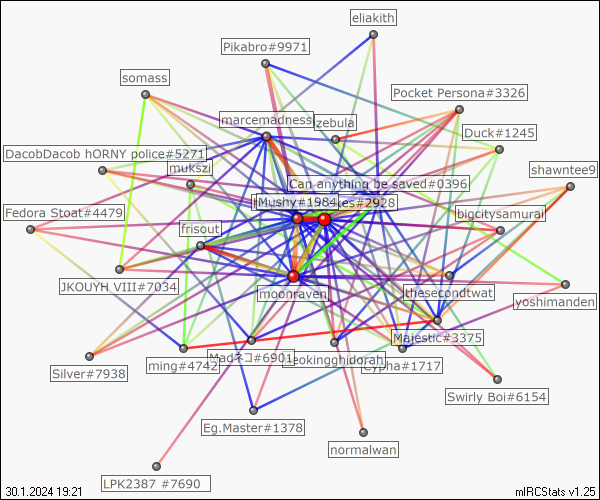 eliakith
Pikabro#9971
somass
Pocket Persona#3326
marcemadness
zebula
Duck#1245
DacobDacob hORNY police#5271
mukszi
shawntee9
Can anything be saved#0396
Mushy#1984
kes#2928
Fedora Stoat#4479
bigcitysamurai
frisout
JKOUYH_VIII#7034
moonraven
thesecondtwat
yoshimanden
Majestic#3375
ming#4742
Madネコ#6901
leokingghidorah
Cypha#1717
Silver#7938
Swirly Boi#6154
Eg.Master#1378
normalwan
LPK2387 #7690
30.1.2024 19:21
mIRCStats v1.25